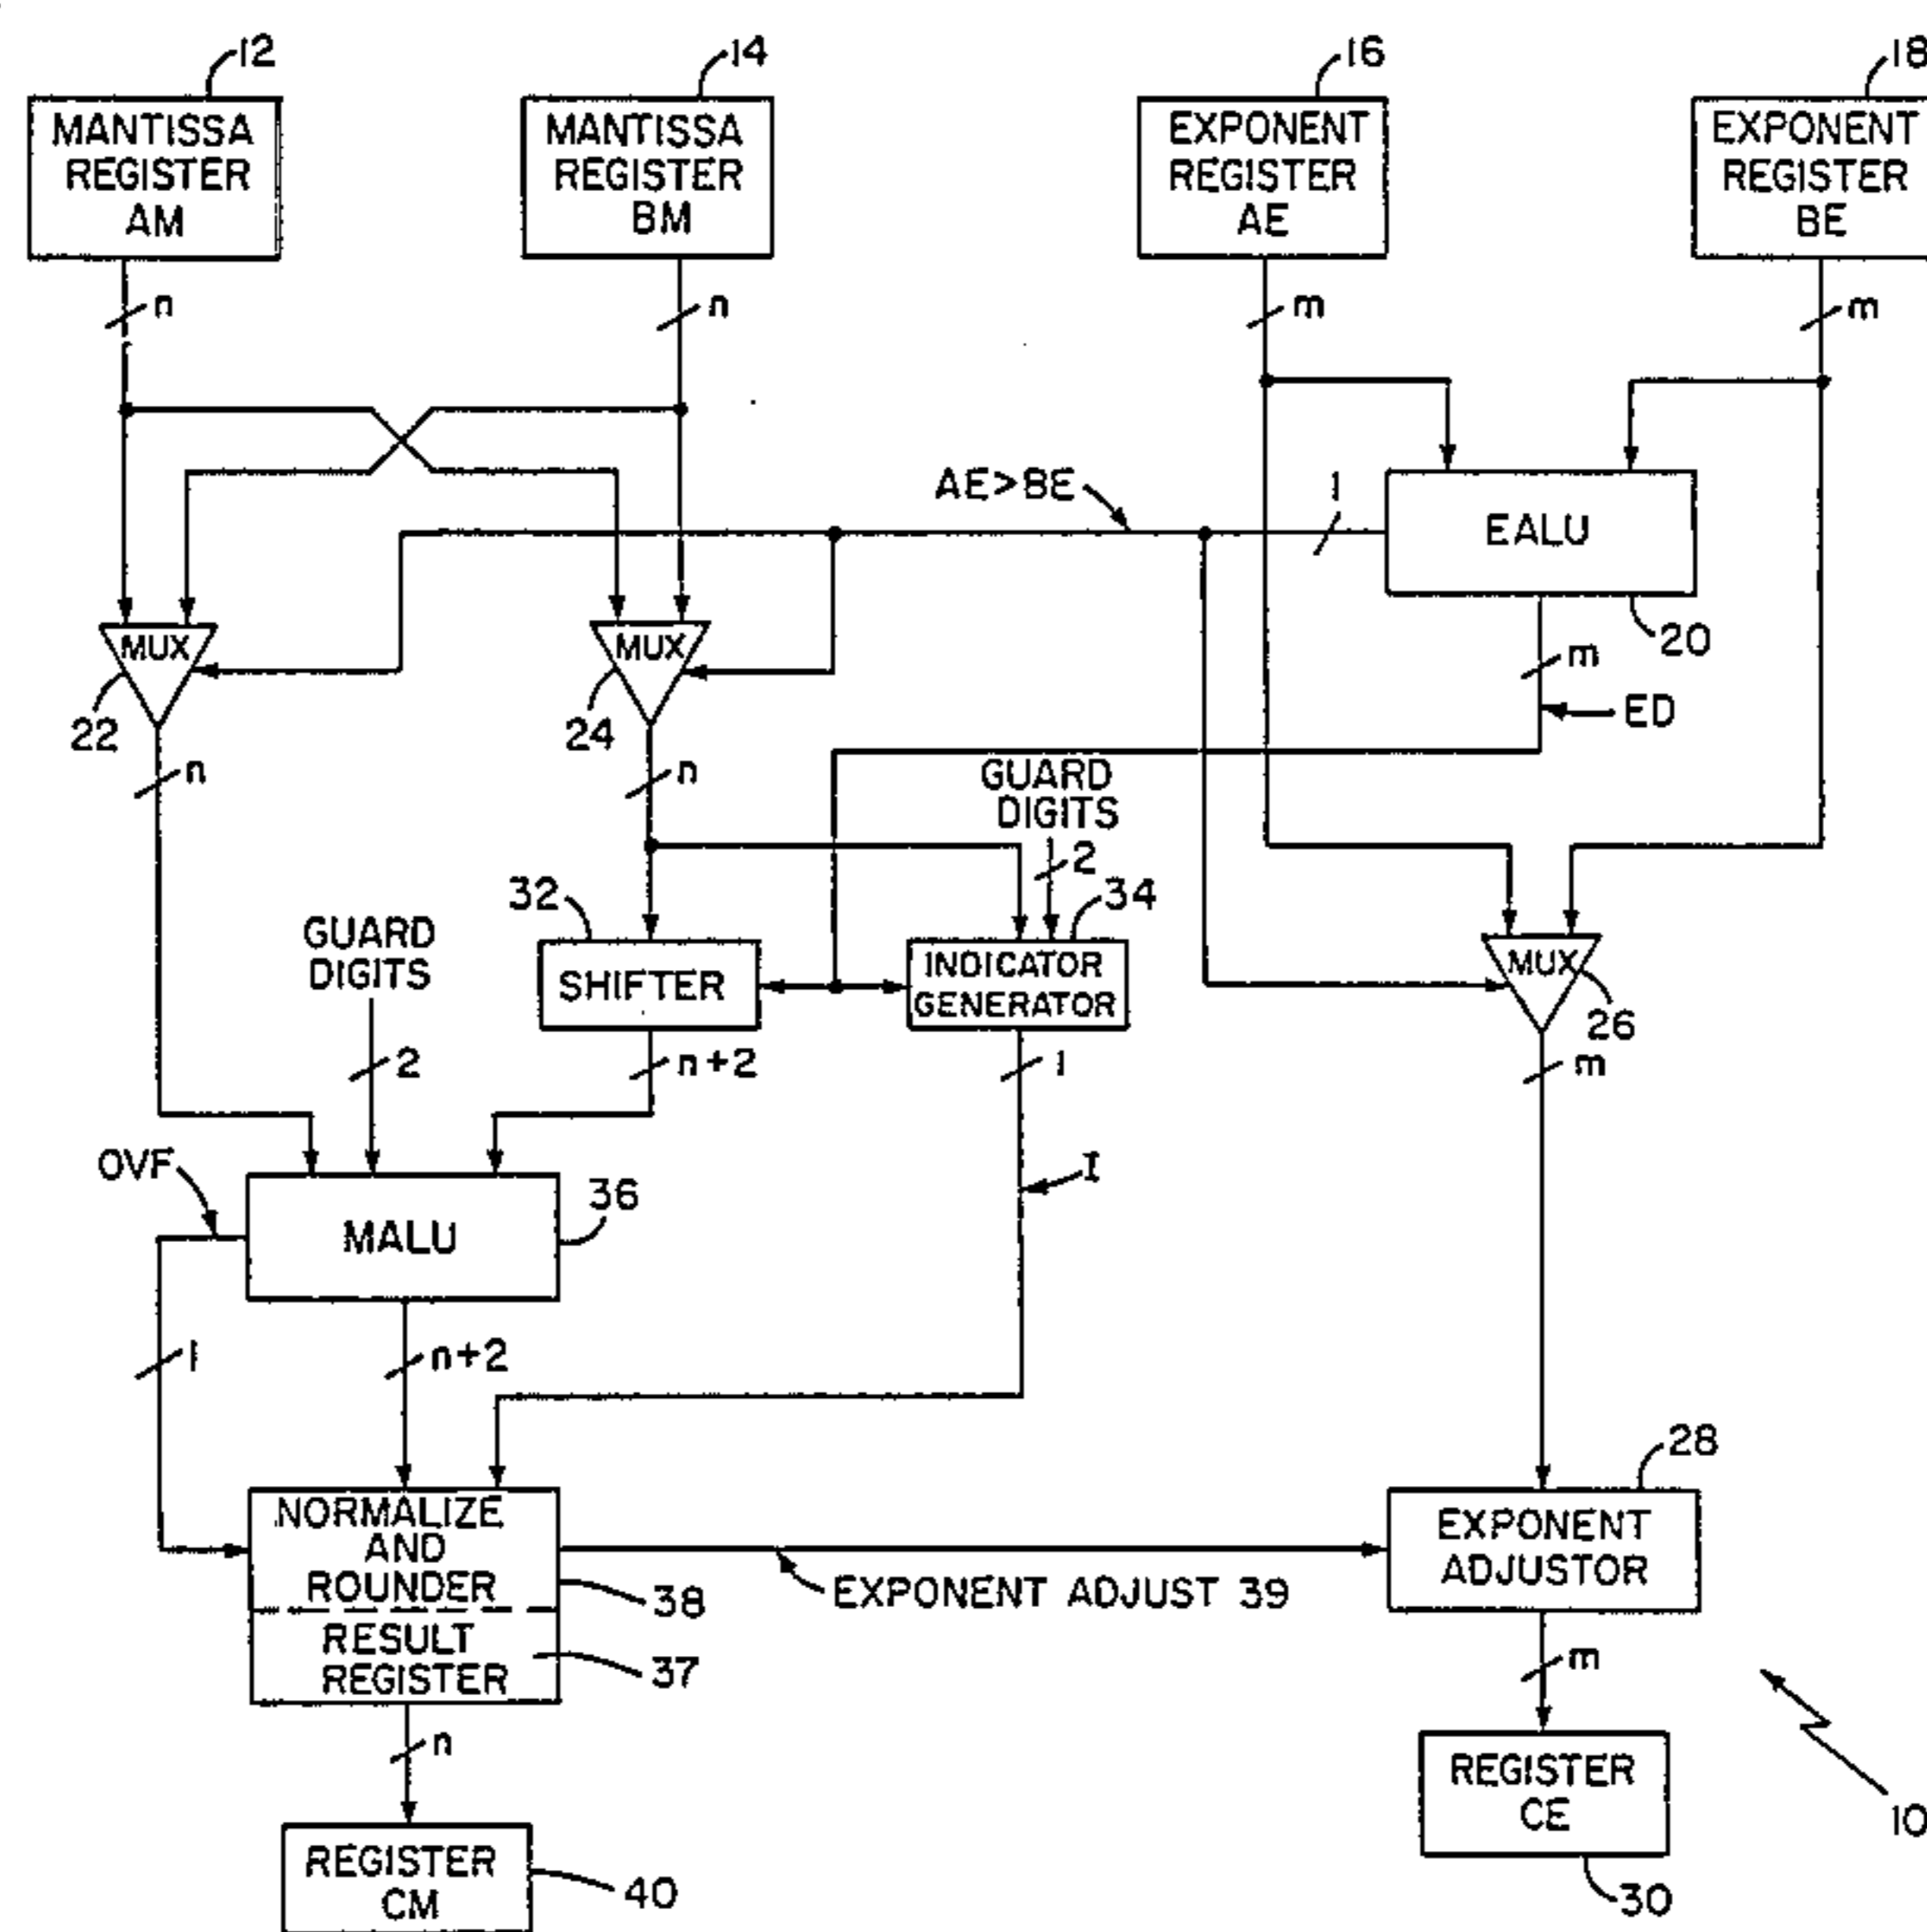 12
14
16
18
MANTISSA
REGISTER
AM
MANTISSA
REGISTER
BM
EXPONENT
REGISTER
AE
EXPONENT
REGISTER
BE
n
n
m
m
AE>BE
1
EALU
20
MUX
22
MUX
24
m
ED
n
n
GUARD
DIGITS
2
32
34
GUARD
DIGITS
SHIFTER
INDICATOR
GENERATOR
MUX
26
2
n+2
1
m
OVF
I
36
MALU
1
n+2
28
NORMALIZE
AND
ROUNDER
38
EXPONENT ADJUST 39
EXPONENT
ADJUSTOR
RESULT
REGISTER
37
m
n
REGISTER
CE
10
REGISTER
CM
40
30